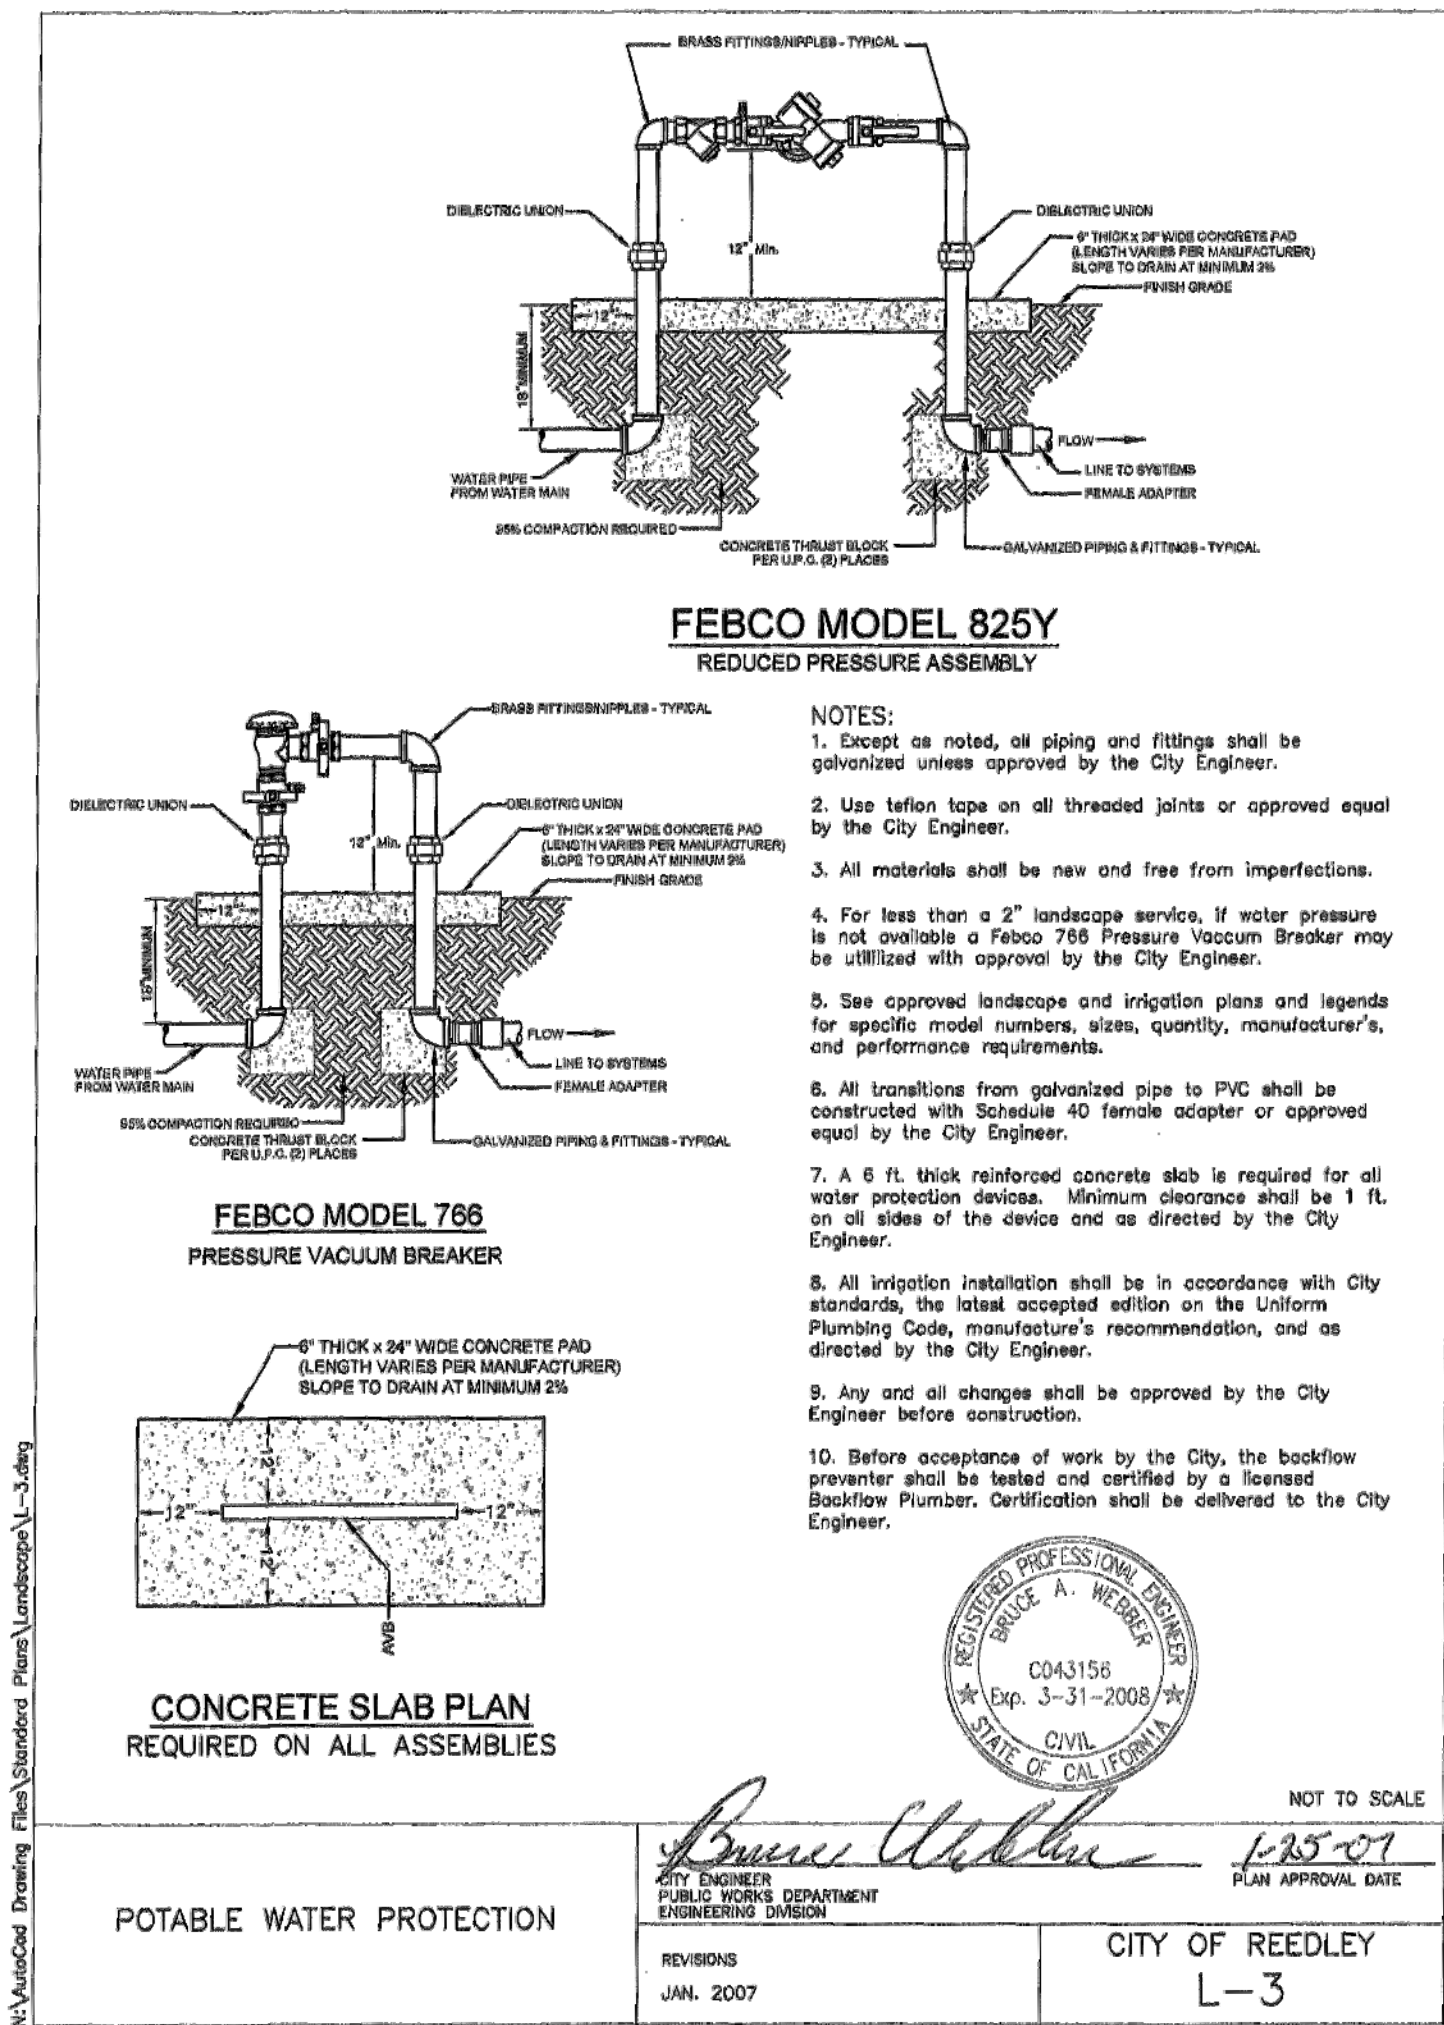 BRASS FITTINGS/NIPPLES - TYPICAL
DIELECTRIC UNION
DIELECTRIC UNION
6" THICK x 24" WIDE CONCRETE PAD
(LENGTH VARIES PER MANUFACTURER)
SLOPE TO DRAIN AT MINIMUM 2%
12" Min.
FINISH GRADE
12"
18" MINIMUM
FLOW
WATER PIPE
FROM WATER MAIN
LINE TO SYSTEMS
FEMALE ADAPTER
95% COMPACTION REQUIRED
CONCRETE THRUST BLOCK
PER U.P.C. (2) PLACES
GALVANIZED PIPING & FITTINGS - TYPICAL
FEBCO MODEL 825Y
REDUCED PRESSURE ASSEMBLY
BRASS FITTINGS/NIPPLES - TYPICAL
DIELECTRIC UNION
DIELECTRIC UNION
6" THICK x 24" WIDE CONCRETE PAD
(LENGTH VARIES PER MANUFACTURER)
SLOPE TO DRAIN AT MINIMUM 2%
12" Min.
FINISH GRADE
12"
18" MINIMUM
FLOW
WATER PIPE
FROM WATER MAIN
LINE TO SYSTEMS
FEMALE ADAPTER
95% COMPACTION REQUIRED
CONCRETE THRUST BLOCK
PER U.P.C. (2) PLACES
GALVANIZED PIPING & FITTINGS - TYPICAL
FEBCO MODEL 766
PRESSURE VACUUM BREAKER
6" THICK x 24" WIDE CONCRETE PAD
(LENGTH VARIES PER MANUFACTURER)
SLOPE TO DRAIN AT MINIMUM 2%
12"
12"
12"
12"
AVB
CONCRETE SLAB PLAN
REQUIRED ON ALL ASSEMBLIES
NOTES:
1. Except as noted, all piping and fittings shall be
galvanized unless approved by the City Engineer.
2. Use teflon tape on all threaded joints or approved equal
by the City Engineer.
3. All materials shall be new and free from imperfections.
4. For less than a 2" landscape service, if water pressure
is not available a Febco 766 Pressure Vaccum Breaker may
be utillized with approval by the City Engineer.
5. See approved landscape and irrigation plans and legends
for specific model numbers, sizes, quantity, manufacturer's,
and performance requirements.
6. All transitions from galvanized pipe to PVC shall be
constructed with Schedule 40 female adapter or approved
equal by the City Engineer.
7. A 6 ft. thick reinforced concrete slab is required for all
water protection devices. Minimum clearance shall be 1 ft.
on all sides of the device and as directed by the City
Engineer.
8. All irrigation installation shall be in accordance with City
standards, the latest accepted edition on the Uniform
Plumbing Code, manufacture's recommendation, and as
directed by the City Engineer.
9. Any and all changes shall be approved by the City
Engineer before construction.
10. Before acceptance of work by the City, the backflow
preventer shall be tested and certified by a licensed
Backflow Plumber. Certification shall be delivered to the City
Engineer.
REGISTERED PROFESSIONAL ENGINEER
BRUCE A. WEBBER
C043156
Exp. 3-31-2008
CIVIL
STATE OF CALIFORNIA
NOT TO SCALE
Bruce Webber
1-25-07
CITY ENGINEER
PUBLIC WORKS DEPARTMENT
ENGINEERING DIVISION
PLAN APPROVAL DATE
POTABLE WATER PROTECTION
REVISIONS
JAN. 2007
CITY OF REEDLEY
L-3
N:\AutoCad Drawing Files\Standard Plans\Landscape\L-3.dwg